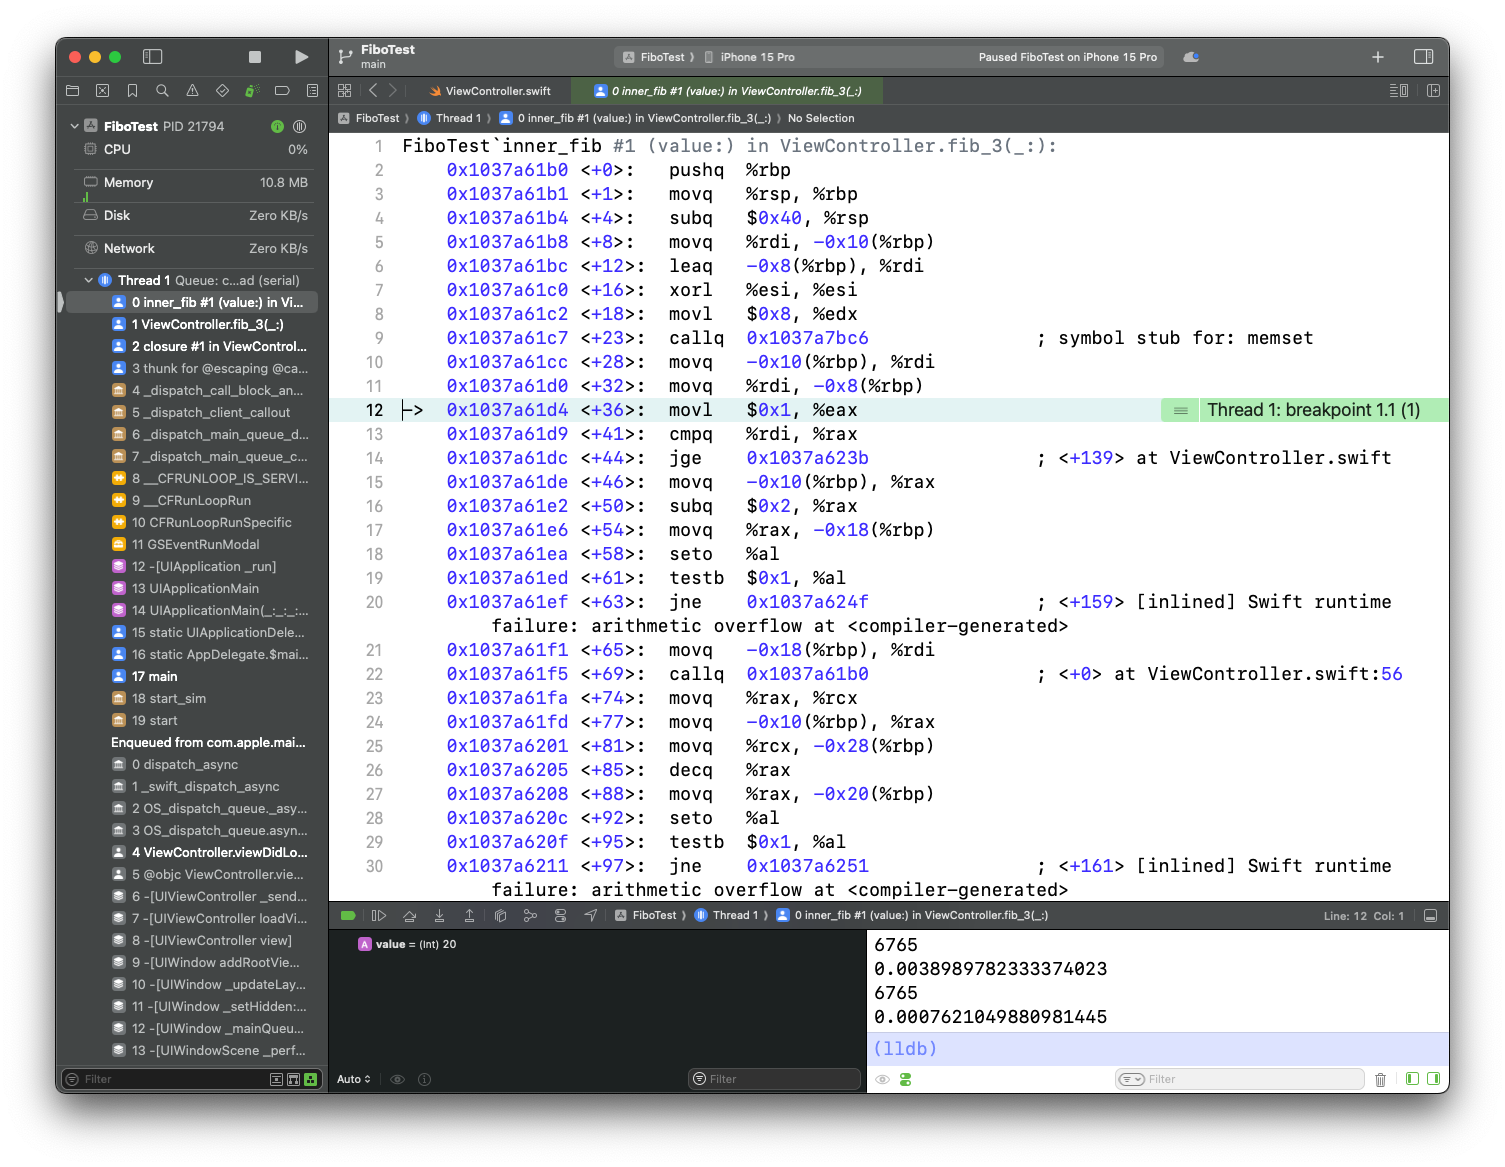 FiboTest
main
FiboTest 〉 iPhone 15 Pro
Paused FiboTest on iPhone 15 Pro
ViewController.swift
0 inner_fib #1 (value:) in ViewController.fib_3(_:)
FiboTest 〉 Thread 1 〉 0 inner_fib #1 (value:) in ViewController.fib_3(_:) 〉 No Selection
FiboTest PID 21794
CPU 0%
Memory 10.8 MB
Disk Zero KB/s
Network Zero KB/s
Thread 1 Queue: c...ad (serial)
0 inner_fib #1 (value:) in Vi...
1 ViewController.fib_3(_:)
2 closure #1 in ViewControl...
3 thunk for @escaping @ca...
4 _dispatch_call_block_an...
5 _dispatch_client_callout
6 _dispatch_main_queue_d...
7 _dispatch_main_queue_c...
8 __CFRUNLOOP_IS_SERVI...
9 __CFRunLoopRun
10 CFRunLoopRunSpecific
11 GSEventRunModal
12 -[UIApplication _run]
13 UIApplicationMain
14 UIApplicationMain(_:_:_:...
15 static UIApplicationDele...
16 static AppDelegate.$mai...
17 main
18 start_sim
19 start
Enqueued from com.apple.mai...
0 dispatch_async
1 _swift_dispatch_async
2 OS_dispatch_queue._asy...
3 OS_dispatch_queue.asyn...
4 ViewController.viewDidLo...
5 @objc ViewController.vie...
6 -[UIViewController _send...
7 -[UIViewController loadVi...
8 -[UIViewController view]
9 -[UIWindow addRootVie...
10 -[UIWindow _updateLay...
11 -[UIWindow _setHidden:...
12 -[UIWindow _mainQueu...
13 -[UIWindowScene _perf...
Filter
1 FiboTest`inner_fib #1 (value:) in ViewController.fib_3(_:):
2 0x1037a61b0 <+0>: pushq %rbp
3 0x1037a61b1 <+1>: movq %rsp, %rbp
4 0x1037a61b4 <+4>: subq $0x40, %rsp
5 0x1037a61b8 <+8>: movq %rdi, -0x10(%rbp)
6 0x1037a61bc <+12>: leaq -0x8(%rbp), %rdi
7 0x1037a61c0 <+16>: xorl %esi, %esi
8 0x1037a61c2 <+18>: movl $0x8, %edx
9 0x1037a61c7 <+23>: callq 0x1037a7bc6 ; symbol stub for: memset
10 0x1037a61cc <+28>: movq -0x10(%rbp), %rdi
11 0x1037a61d0 <+32>: movq %rdi, -0x8(%rbp)
12 -> 0x1037a61d4 <+36>: movl $0x1, %eax Thread 1: breakpoint 1.1 (1)
13 0x1037a61d9 <+41>: cmpq %rdi, %rax
14 0x1037a61dc <+44>: jge 0x1037a623b ; <+139> at ViewController.swift
15 0x1037a61de <+46>: movq -0x10(%rbp), %rax
16 0x1037a61e2 <+50>: subq $0x2, %rax
17 0x1037a61e6 <+54>: movq %rax, -0x18(%rbp)
18 0x1037a61ea <+58>: seto %al
19 0x1037a61ed <+61>: testb $0x1, %al
20 0x1037a61ef <+63>: jne 0x1037a624f ; <+159> [inlined] Swift runtime
failure: arithmetic overflow at <compiler-generated>
21 0x1037a61f1 <+65>: movq -0x18(%rbp), %rdi
22 0x1037a61f5 <+69>: callq 0x1037a61b0 ; <+0> at ViewController.swift:56
23 0x1037a61fa <+74>: movq %rax, %rcx
24 0x1037a61fd <+77>: movq -0x10(%rbp), %rax
25 0x1037a6201 <+81>: movq %rcx, -0x28(%rbp)
26 0x1037a6205 <+85>: decq %rax
27 0x1037a6208 <+88>: movq %rax, -0x20(%rbp)
28 0x1037a620c <+92>: seto %al
29 0x1037a620f <+95>: testb $0x1, %al
30 0x1037a6211 <+97>: jne 0x1037a6251 ; <+161> [inlined] Swift runtime
failure: arithmetic overflow at <compiler-generated>
FiboTest 〉 Thread 1 〉 0 inner_fib #1 (value:) in ViewController.fib_3(_:)
Line: 12 Col: 1
A value = (Int) 20
6765
0.0038989782333374023
6765
0.0007621049880981445
(lldb)
Auto
Filter
Filter